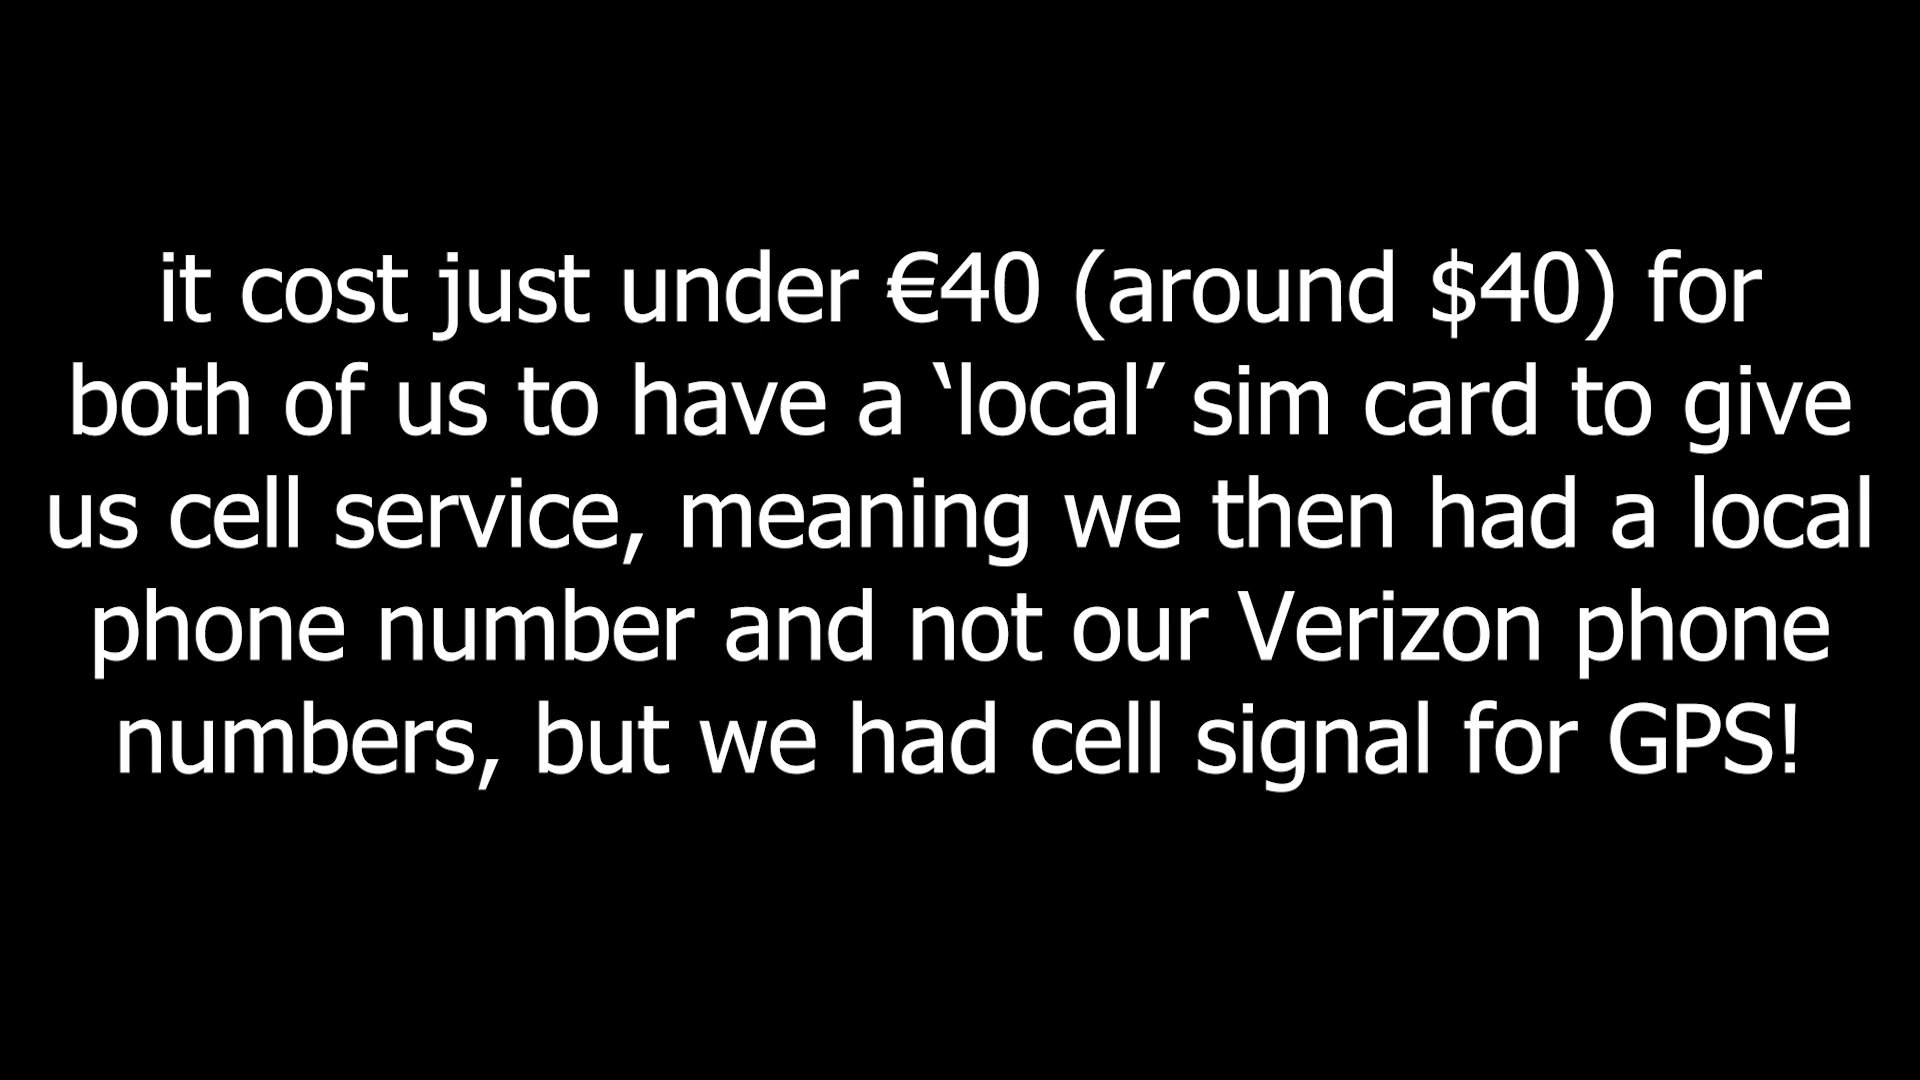 it cost just under €40 (around $40) for
both of us to have a ‘local’ sim card to give
us cell service, meaning we then had a local
phone number and not our Verizon phone
numbers, but we had cell signal for GPS!